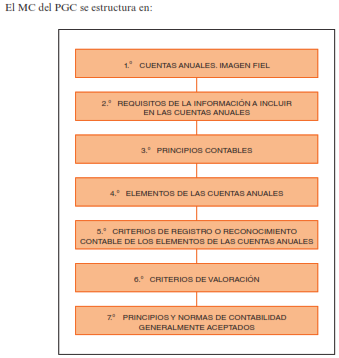 El MC del PGC se estructura en:
1.º CUENTAS ANUALES. IMAGEN FIEL
2.º REQUISITOS DE LA INFORMACIÓN A INCLUIR
EN LAS CUENTAS ANUALES
3.º PRINCIPIOS CONTABLES
4.º ELEMENTOS DE LAS CUENTAS ANUALES
5.º CRITERIOS DE REGISTRO O RECONOCIMIENTO
CONTABLE DE LOS ELEMENTOS DE LAS CUENTAS ANUALES
6.º CRITERIOS DE VALORACIÓN
7.º PRINCIPIOS Y NORMAS DE CONTABILIDAD
GENERALMENTE ACEPTADOS